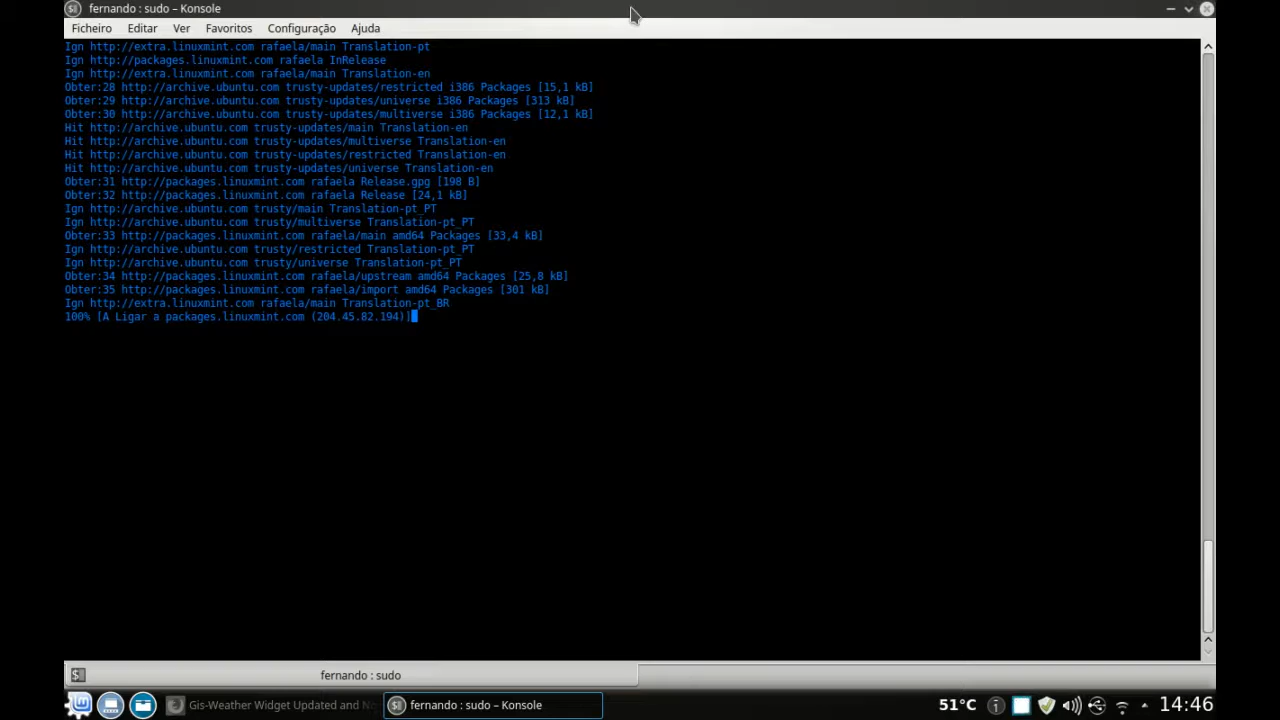 fernando : sudo – Konsole
Ficheiro Editar Ver Favoritos Configuração Ajuda
Ign http://extra.linuxmint.com rafaela/main Translation-pt
Ign http://packages.linuxmint.com rafaela InRelease
Ign http://extra.linuxmint.com rafaela/main Translation-en
Obter:28 http://archive.ubuntu.com trusty-updates/restricted i386 Packages [15,1 kB]
Obter:29 http://archive.ubuntu.com trusty-updates/universe i386 Packages [313 kB]
Obter:30 http://archive.ubuntu.com trusty-updates/multiverse i386 Packages [12,1 kB]
Hit http://archive.ubuntu.com trusty-updates/main Translation-en
Hit http://archive.ubuntu.com trusty-updates/multiverse Translation-en
Hit http://archive.ubuntu.com trusty-updates/restricted Translation-en
Hit http://archive.ubuntu.com trusty-updates/universe Translation-en
Obter:31 http://packages.linuxmint.com rafaela Release.gpg [198 B]
Obter:32 http://packages.linuxmint.com rafaela Release [24,1 kB]
Ign http://archive.ubuntu.com trusty/main Translation-pt_PT
Ign http://archive.ubuntu.com trusty/multiverse Translation-pt_PT
Obter:33 http://packages.linuxmint.com rafaela/main amd64 Packages [33,4 kB]
Ign http://archive.ubuntu.com trusty/restricted Translation-pt_PT
Ign http://archive.ubuntu.com trusty/universe Translation-pt_PT
Obter:34 http://packages.linuxmint.com rafaela/upstream amd64 Packages [25,8 kB]
Obter:35 http://packages.linuxmint.com rafaela/import amd64 Packages [301 kB]
Ign http://extra.linuxmint.com rafaela/main Translation-pt_BR
100% [A Ligar a packages.linuxmint.com (204.45.82.194)]
fernando : sudo
Gis-Weather Widget Updated and
fernando : sudo – Konsole
51°C
14:46